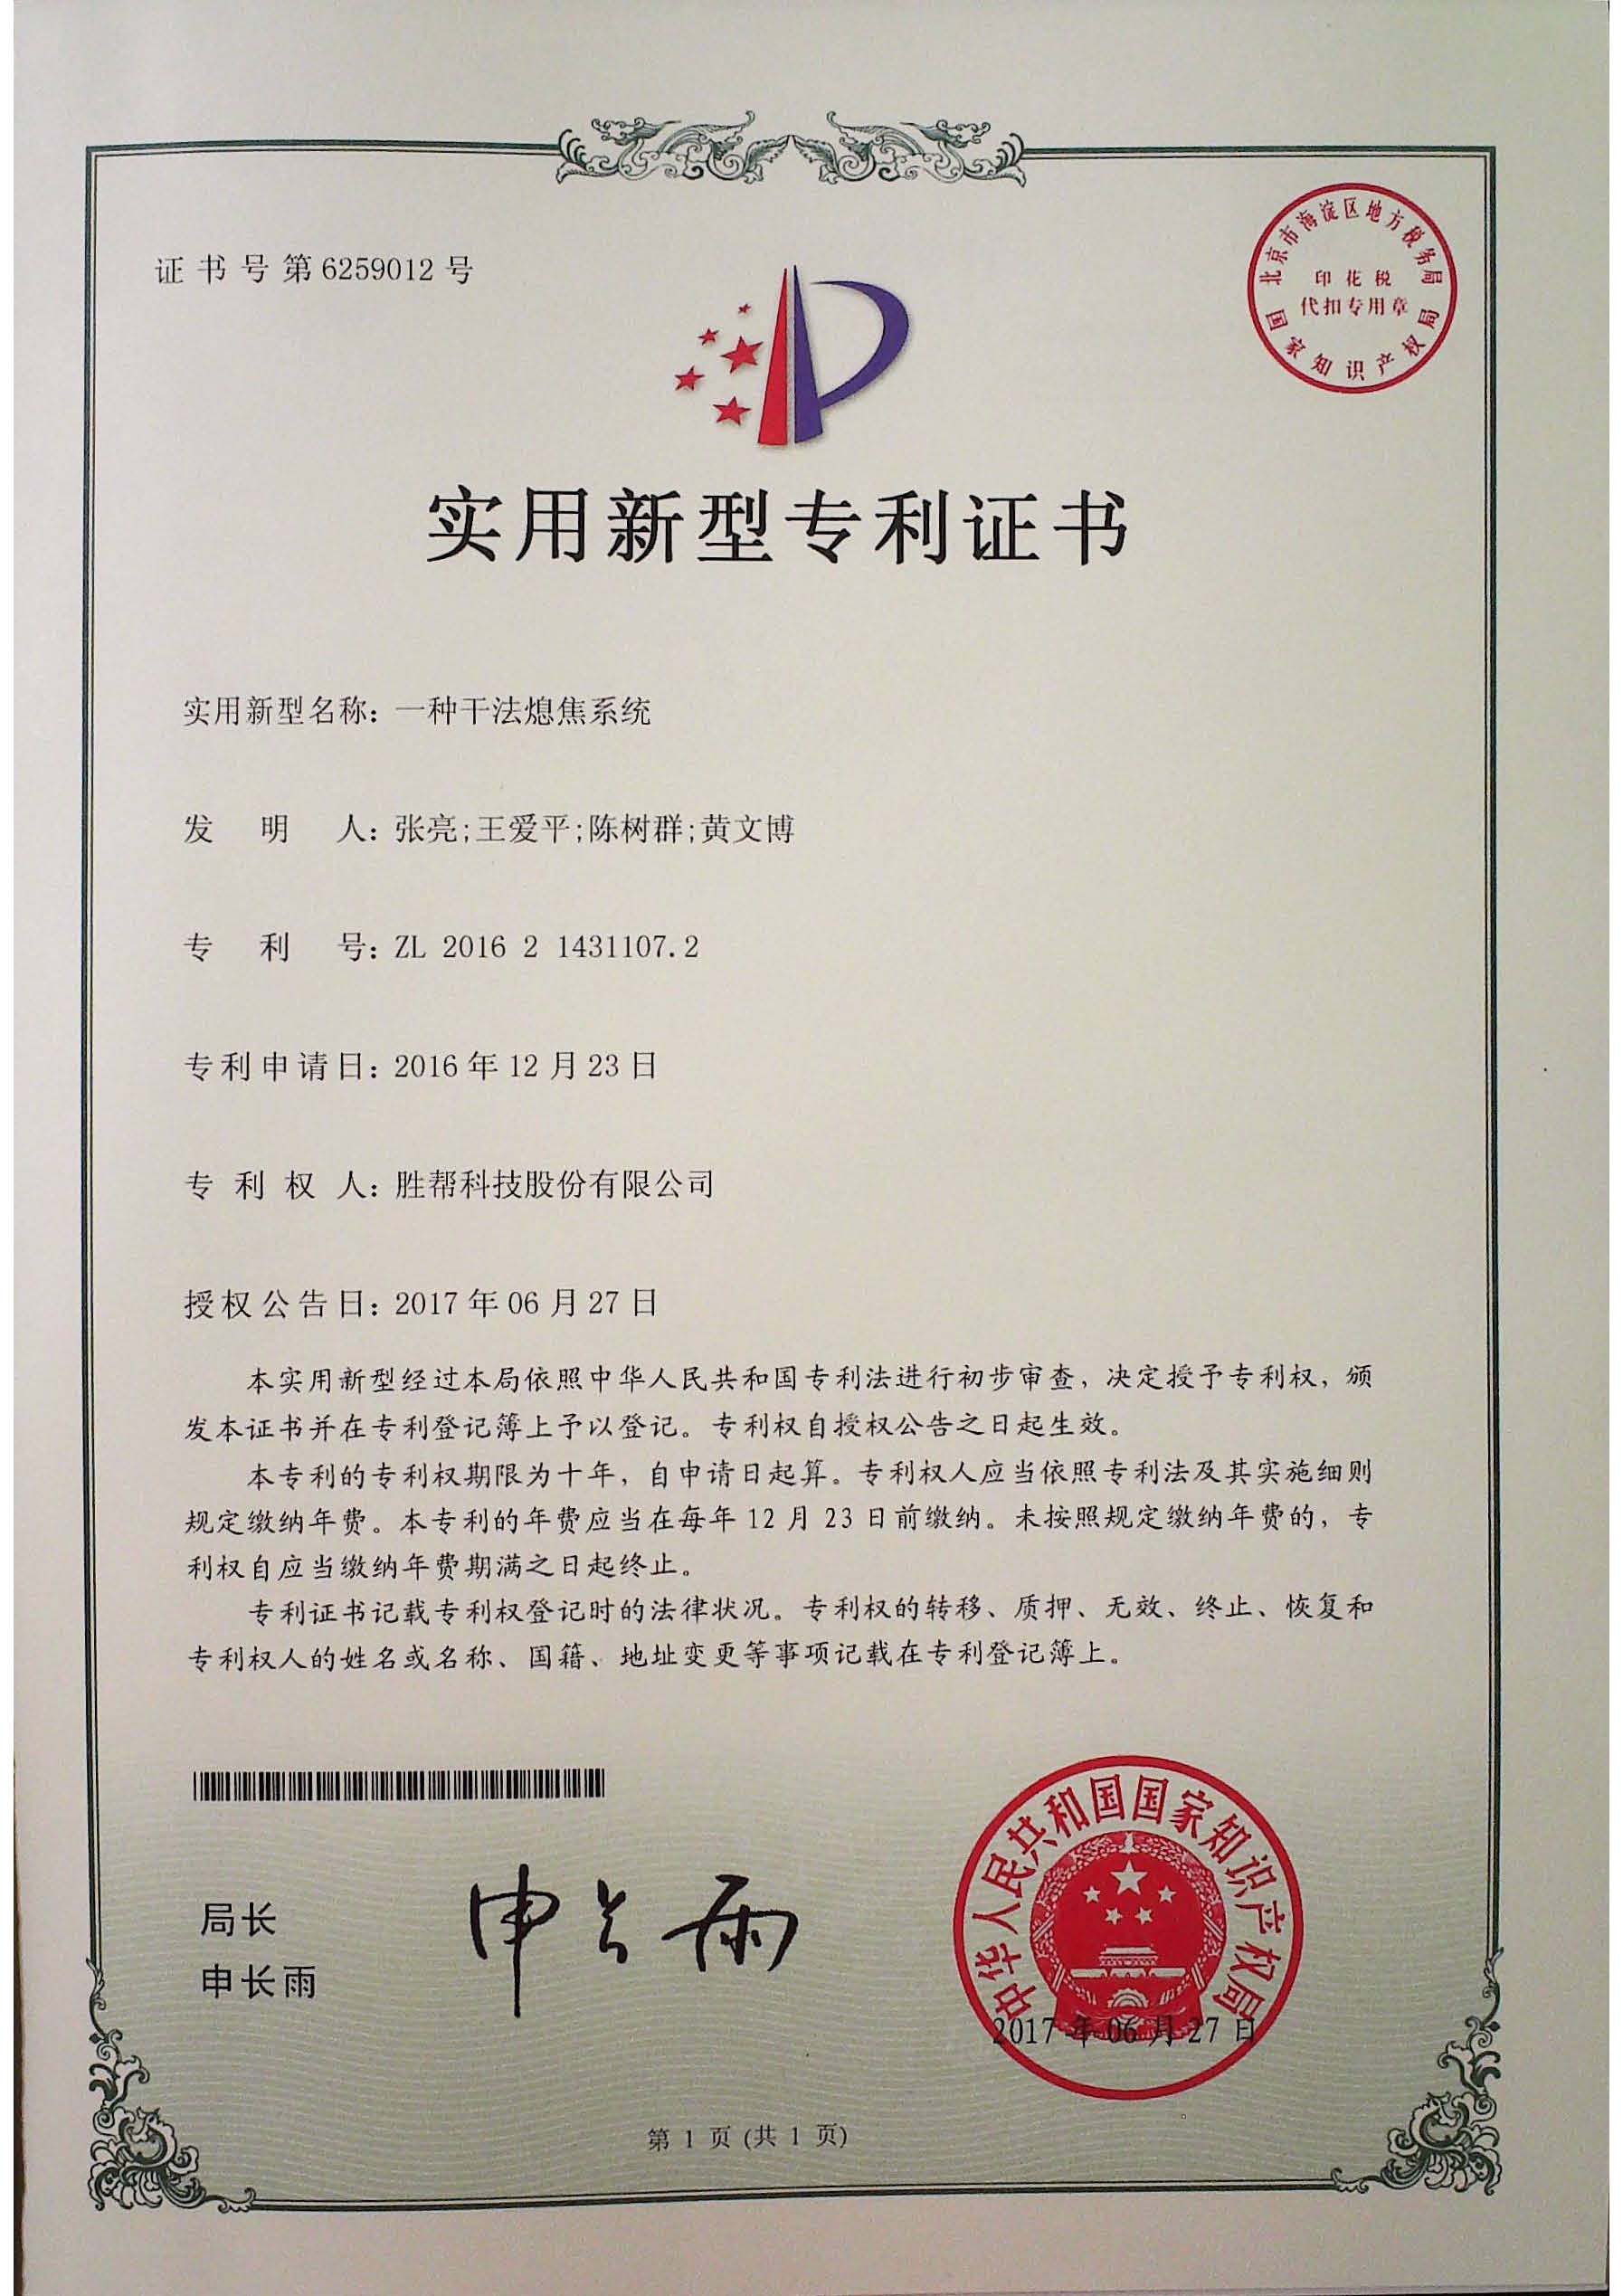 证书号第6259012号
北京市海淀区地方税务局
印花税
代扣专用章
国家知识产权局
实用新型专利证书
实用新型名称：一种干法熄焦系统
发明人：张亮;王爱平;陈树群;黄文博
专利号：ZL 2016 2 1431107.2
专利申请日：2016年12月23日
专利权人：胜帮科技股份有限公司
授权公告日：2017年06月27日
本实用新型经过本局依照中华人民共和国专利法进行初步审查，决定授予专利权，颁
发本证书并在专利登记簿上予以登记。专利权自授权公告之日起生效。
本专利的专利权期限为十年，自申请日起算。专利权人应当依照专利法及其实施细则
规定缴纳年费。本专利的年费应当在每年12月23日前缴纳。未按照规定缴纳年费的，专
利权自应当缴纳年费期满之日起终止。
专利证书记载专利权登记时的法律状况。专利权的转移、质押、无效、终止、恢复和
专利权人的姓名或名称、国籍、地址变更等事项记载在专利登记簿上。
局长
申长雨
申长雨
中华人民共和国国家知识产权局
2017年06月27日
第1页(共1页)